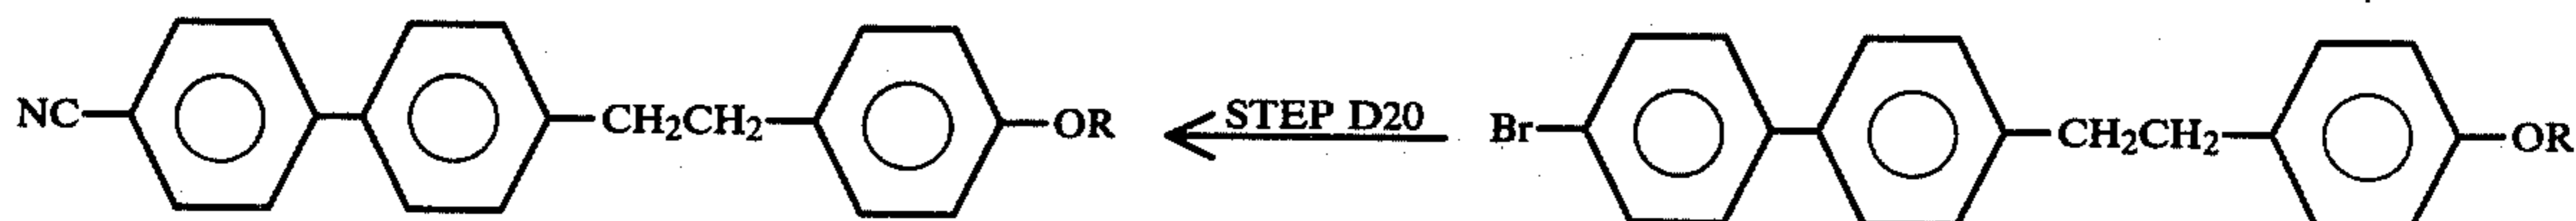 NC CH₂CH₂ OR STEP D20 Br CH₂CH₂ OR